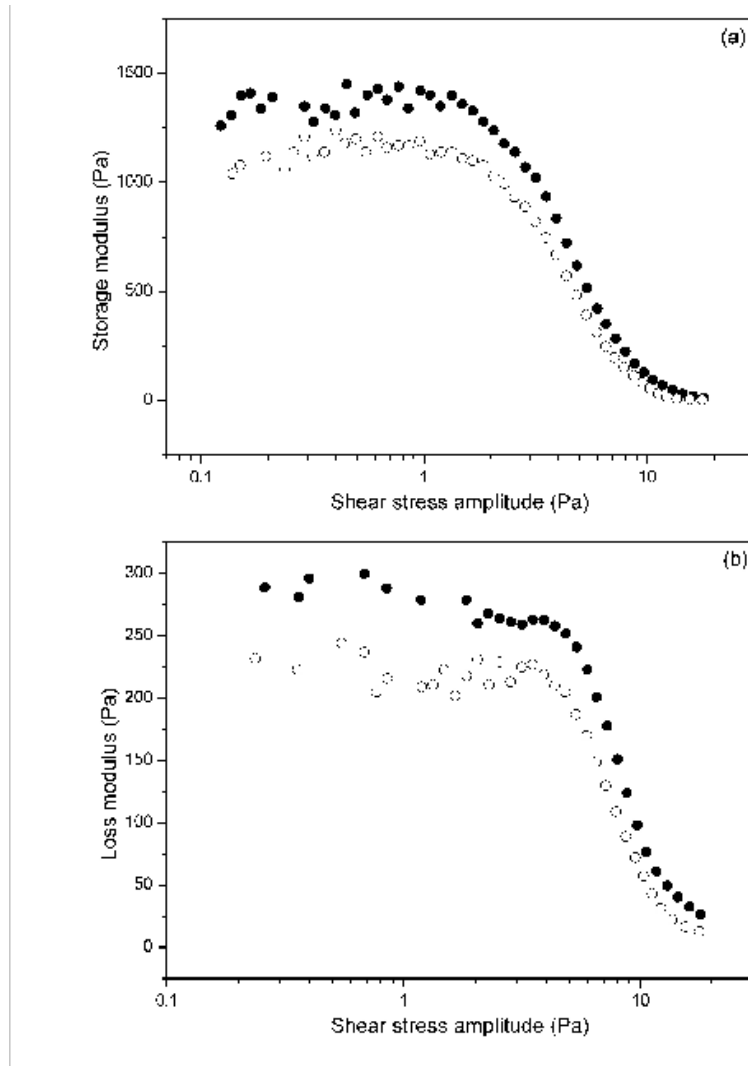 (a)
1500
1000
500
0
Storage modulus (Pa)
0.1 1 10
Shear stress amplitude (Pa)
(b)
300
250
200
150
100
50
0
Loss modulus (Pa)
0.1 1 10
Shear stress amplitude (Pa)